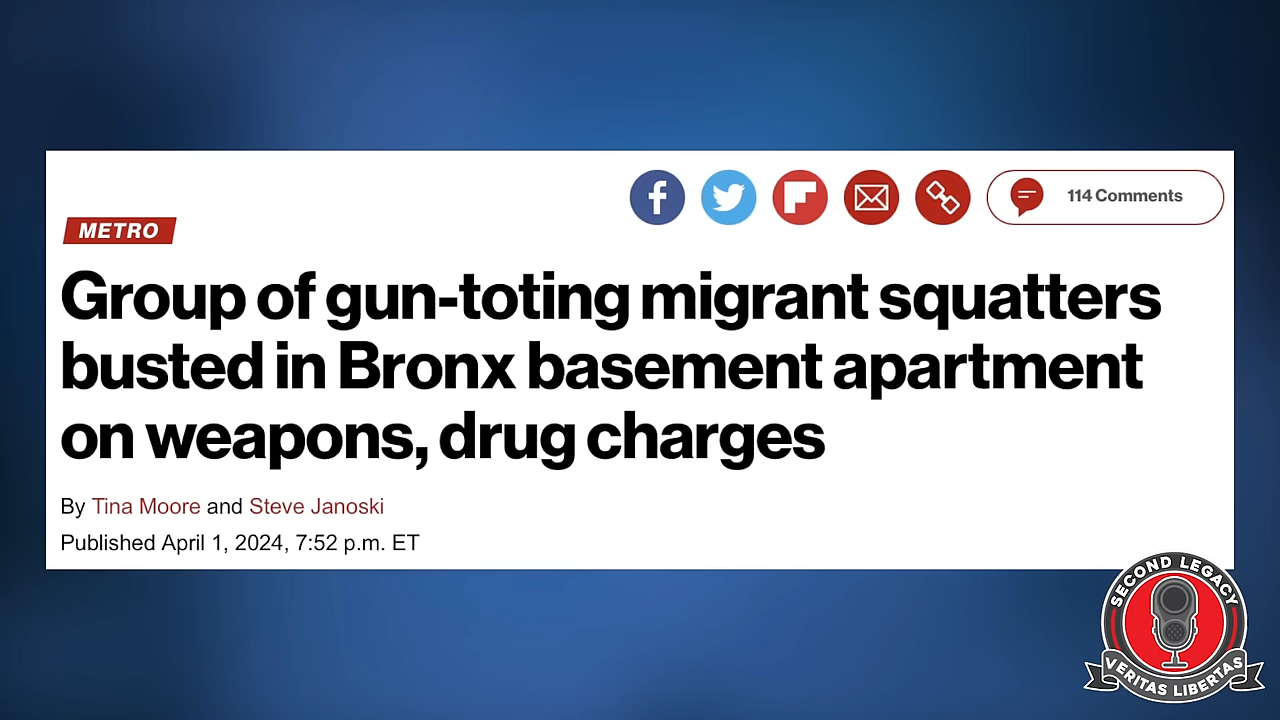 114 Comments
METRO
Group of gun-toting migrant squatters
busted in Bronx basement apartment
on weapons, drug charges
By Tina Moore and Steve Janoski
Published April 1, 2024, 7:52 p.m. ET
SECOND LEGACY
VERITAS LIBERTAS